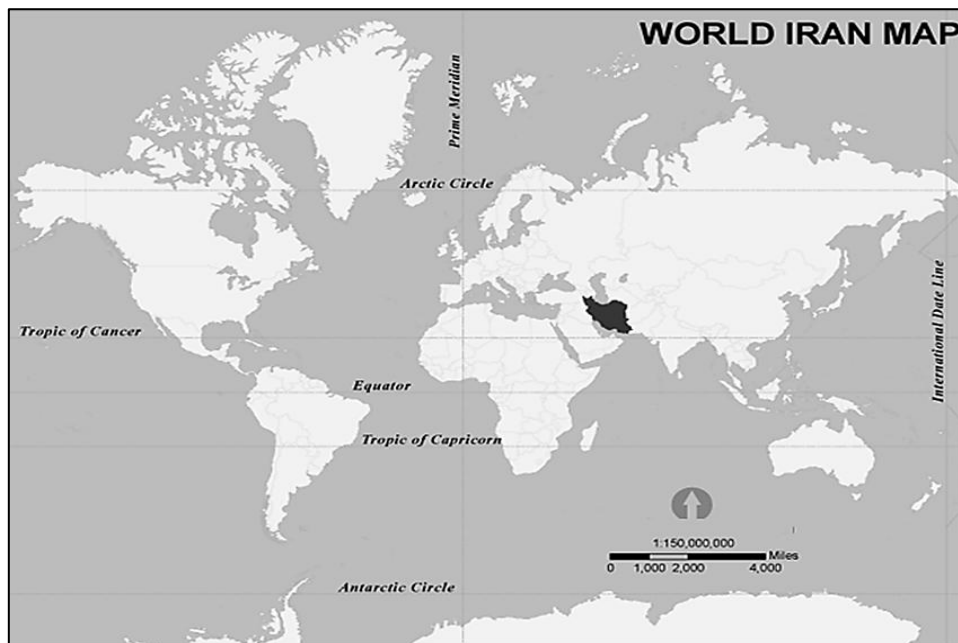 WORLD IRAN MAP
Prime Meridian
Arctic Circle
Tropic of Cancer
International Date Line
Equator
Tropic of Capricorn
1:150,000,000
Miles
0 1,000 2,000 4,000
Antarctic Circle